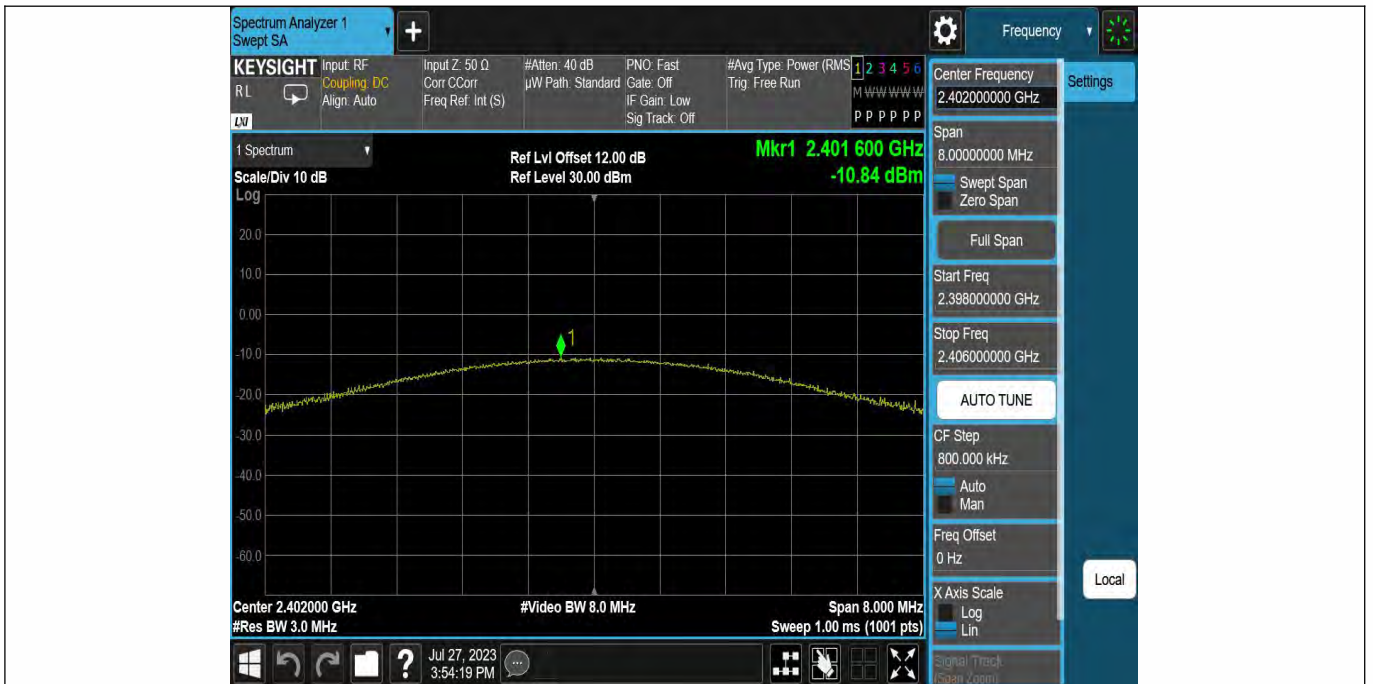 Spectrum Analyzer 1
Swept SA
+
Frequency
KEYSIGHT
RL
LXI
Input: RF
Coupling: DC
Align: Auto
Input Z: 50 Ω
Corr CCorr
Freq Ref: Int (S)
#Atten: 40 dB
µW Path: Standard
PNO: Fast
Gate: Off
IF Gain: Low
Sig Track: Off
#Avg Type: Power (RMS
Trig: Free Run
1 2 3 4 5 6
M W W W W W
P P P P P P
1 Spectrum
Scale/Div 10 dB
Ref Lvl Offset 12.00 dB
Ref Level 30.00 dBm
Mkr1 2.401 600 GHz
-10.84 dBm
Log
20.0
10.0
0.00
-10.0
-20.0
-30.0
-40.0
-50.0
-60.0
1
Center 2.402000 GHz
#Res BW 3.0 MHz
#Video BW 8.0 MHz
Span 8.000 MHz
Sweep 1.00 ms (1001 pts)
?
Jul 27, 2023
3:54:19 PM
Center Frequency
2.402000000 GHz
Settings
Span
8.00000000 MHz
Swept Span
Zero Span
Full Span
Start Freq
2.398000000 GHz
Stop Freq
2.406000000 GHz
AUTO TUNE
CF Step
800.000 kHz
Auto
Man
Freq Offset
0 Hz
X Axis Scale
Log
Lin
Signal Track
(Span Zoom)
Local